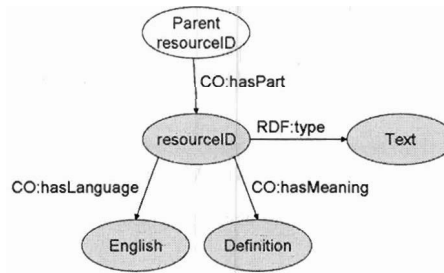 Parent
resourceID
CO:hasPart
resourceID
RDF:type
Text
CO:hasLanguage
CO:hasMeaning
English
Definition